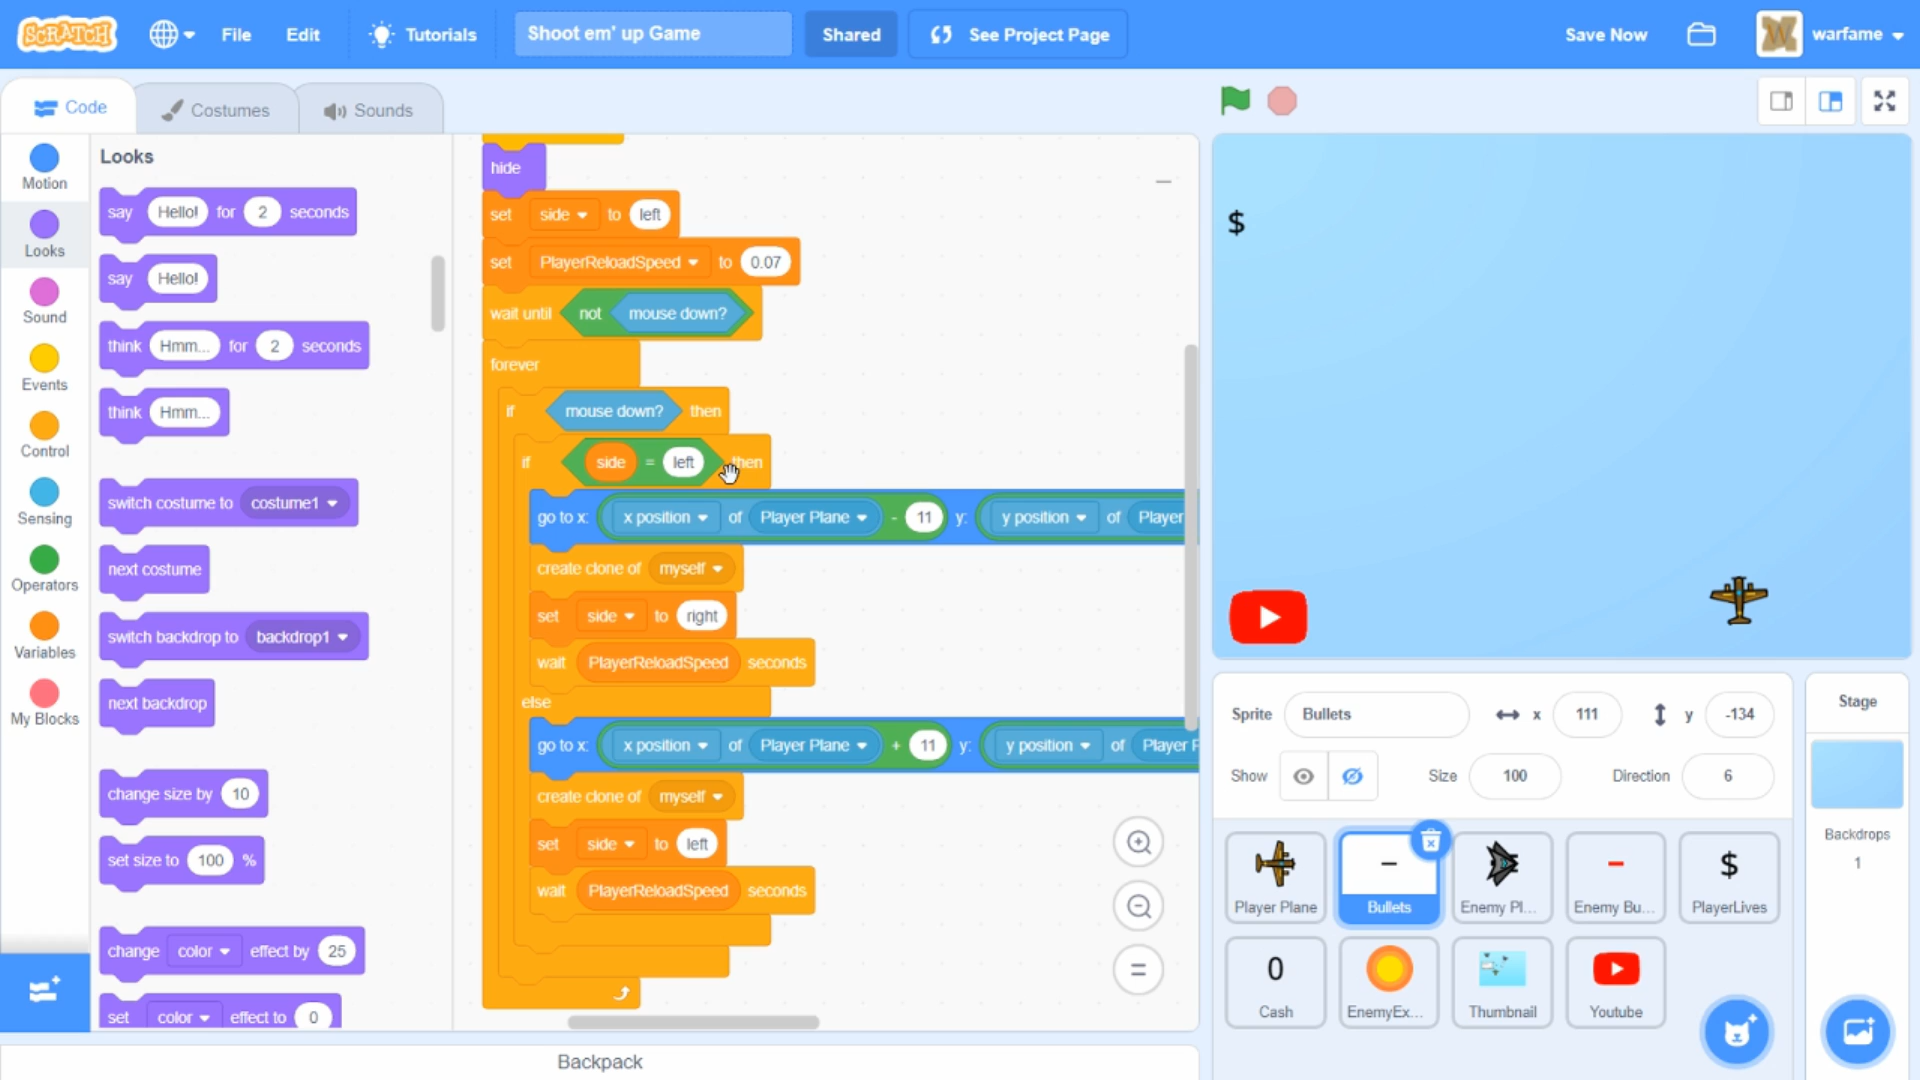 SCRATCH File Edit Tutorials Shoot em' up Game Shared See Project Page Save Now warfame
Code Costumes Sounds
Motion
Looks
Sound
Events
Control
Sensing
Operators
Variables
My Blocks
Looks
say Hello! for 2 seconds
say Hello!
think Hmm... for 2 seconds
think Hmm...
switch costume to costume1
next costume
switch backdrop to backdrop1
next backdrop
change size by 10
set size to 100 %
change color effect by 25
set color effect to 0
hide
set side to left
set PlayerReloadSpeed to 0.07
wait until not mouse down?
forever
if mouse down? then
if side = left then
go to x: x position of Player Plane - 11 y: y position of Player
create clone of myself
set side to right
wait PlayerReloadSpeed seconds
else
go to x: x position of Player Plane + 11 y: y position of Player P
create clone of myself
set side to left
wait PlayerReloadSpeed seconds
Backpack
$
Sprite Bullets x 111 y -134
Show Size 100 Direction 6
Player Plane
Bullets
Enemy Pl...
Enemy Bu...
$
PlayerLives
0
Cash
EnemyEx...
Thumbnail
Youtube
Stage
Backdrops
1